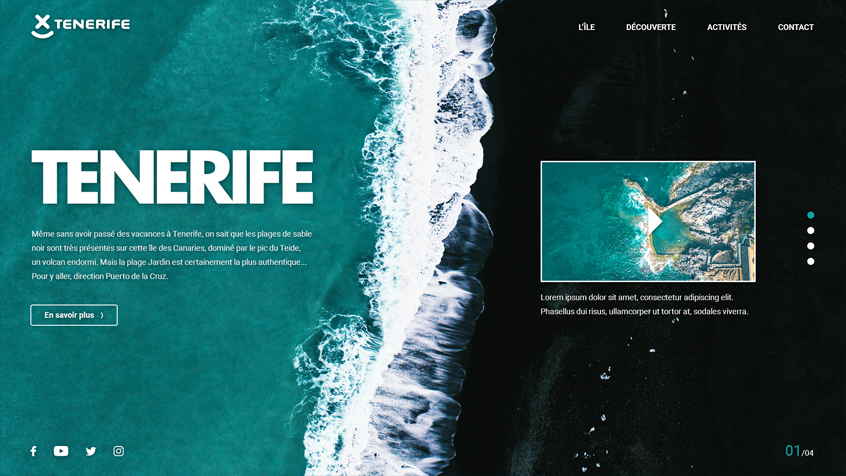 TENERIFE
L'ÎLE
DÉCOUVERTE
ACTIVITÉS
CONTACT
TENERIFE
Même sans avoir passé des vacances à Tenerife, on sait que les plages de sable
noir sont très présentes sur cette île des Canaries, dominé par le pic du Teide,
un volcan endormi. Mais la plage Jardin est certainement la plus authentique...
Pour y aller, direction Puerto de la Cruz.
En savoir plus
Lorem ipsum dolor sit amet, consectetur adipiscing elit.
Phasellus dui risus, ullamcorper ut tortor at, sodales viverra.
01/04